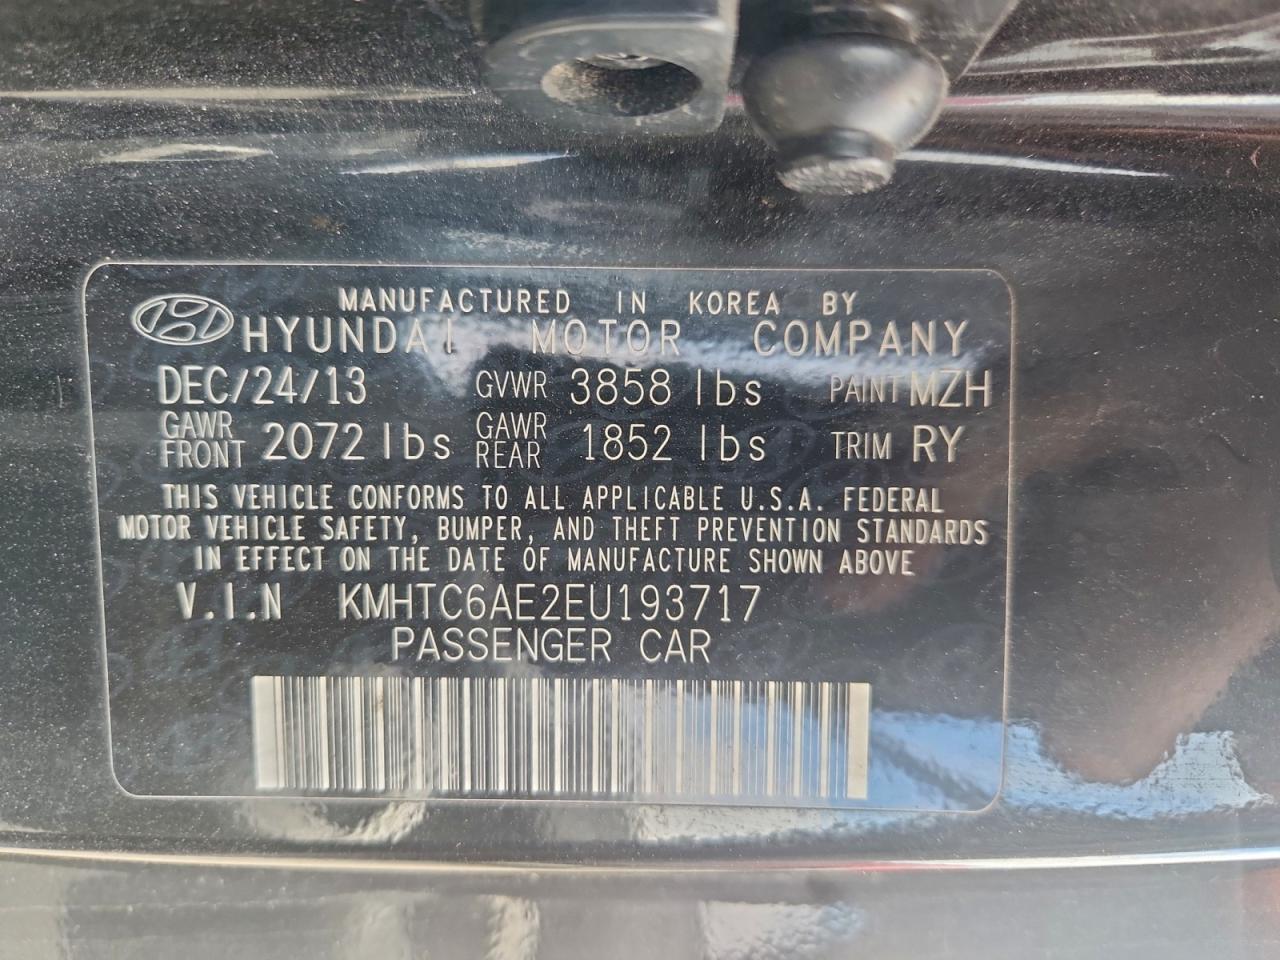 MANUFACTURED IN KOREA BY
HYUNDAI MOTOR COMPANY
DEC/24/13 GVWR 3858 lbs PAINT MZH
GAWR FRONT 2072 lbs GAWR REAR 1852 lbs TRIM RY
THIS VEHICLE CONFORMS TO ALL APPLICABLE U.S.A. FEDERAL
MOTOR VEHICLE SAFETY, BUMPER, AND THEFT PREVENTION STANDARDS
IN EFFECT ON THE DATE OF MANUFACTURE SHOWN ABOVE
V.I.N KMHTC6AE2EU193717
PASSENGER CAR